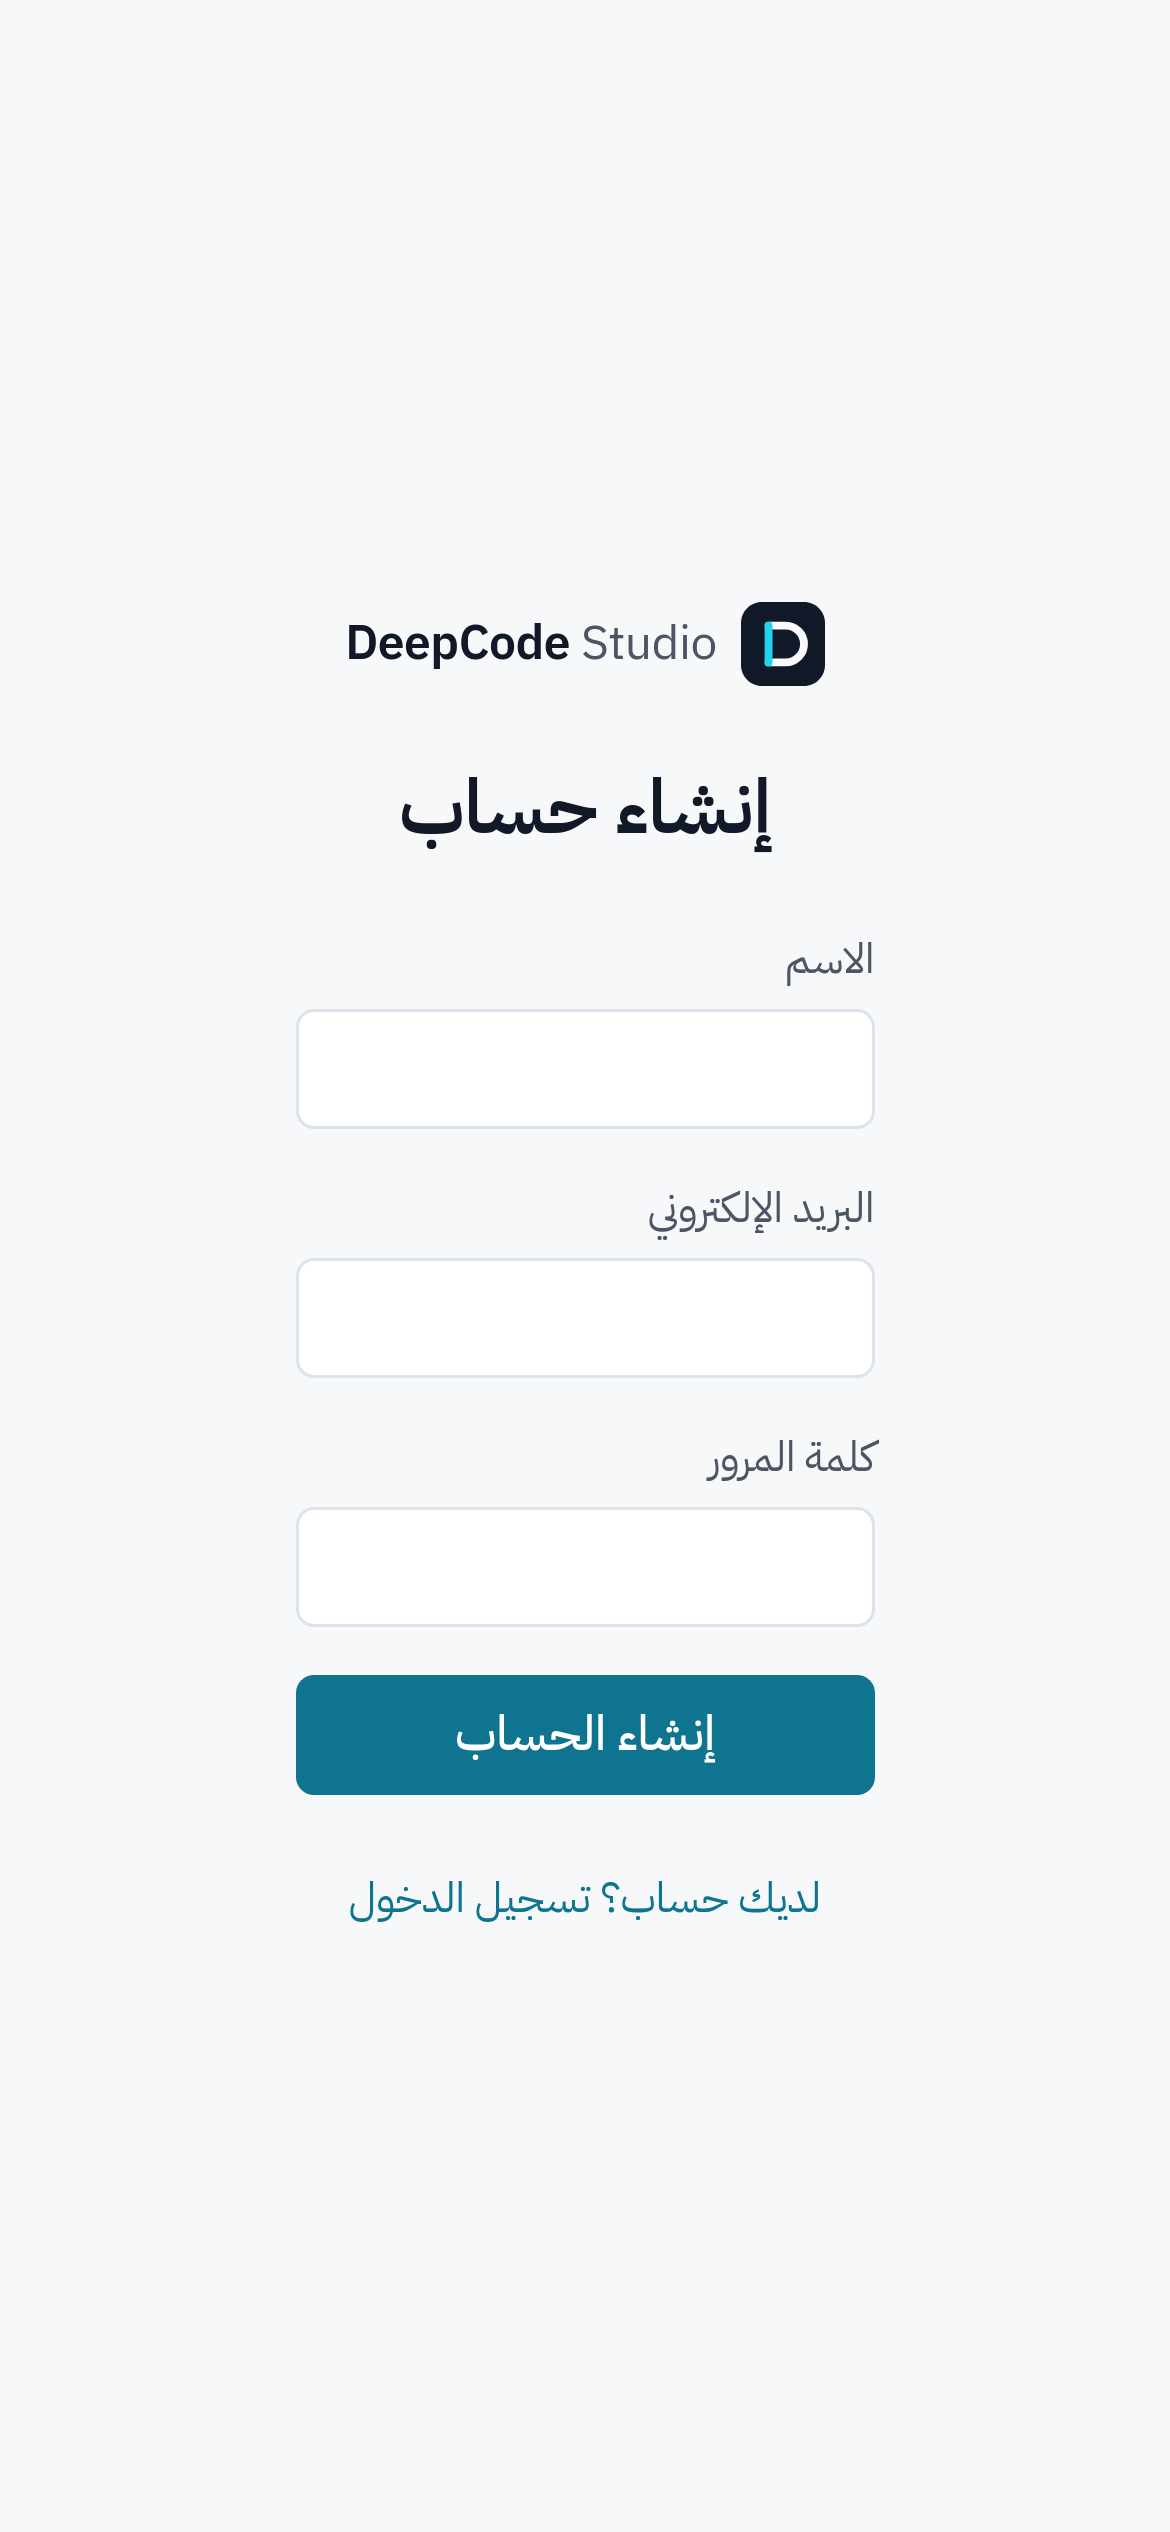 DeepCode Studio
إنشاء حساب
الاسم
البريد الإلكتروني
كلمة المرور
إنشاء الحساب
لديك حساب؟ تسجيل الدخول